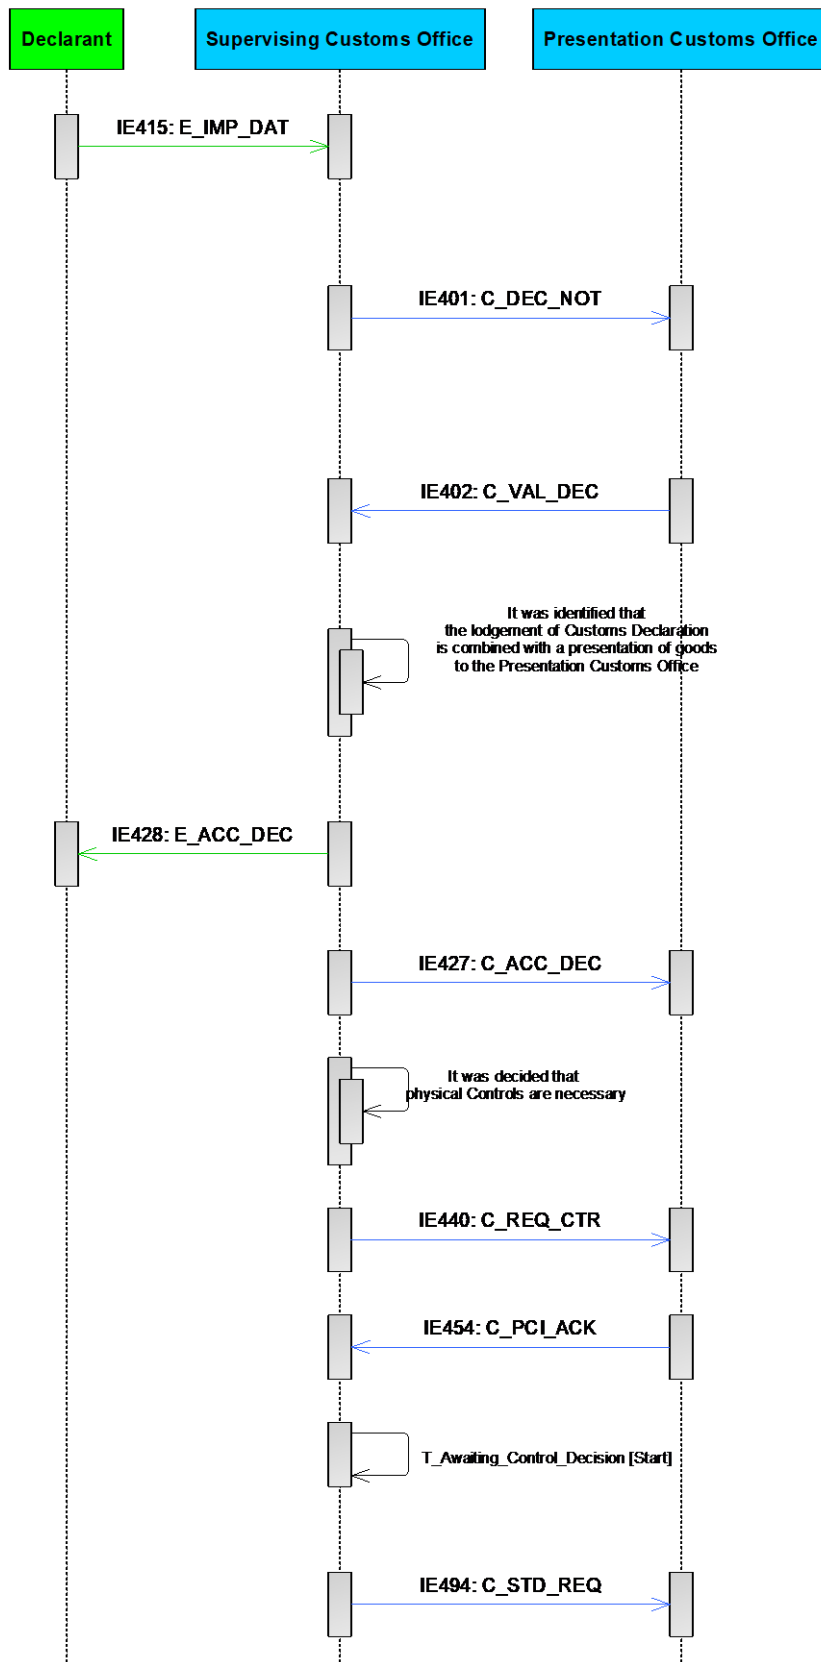 Declarant
Supervising Customs Office
Presentation Customs Office
IE415: E_IMP_DAT
IE401: C_DEC_NOT
IE402: C_VAL_DEC
It was identified that
the lodgement of Customs Declaration
is combined with a presentation of goods
to the Presentation Customs Office
IE428: E_ACC_DEC
IE427: C_ACC_DEC
It was decided that
physical Controls are necessary
IE440: C_REQ_CTR
IE454: C_PCI_ACK
T_Awaiting_Control_Decision [Start]
IE494: C_STD_REQ